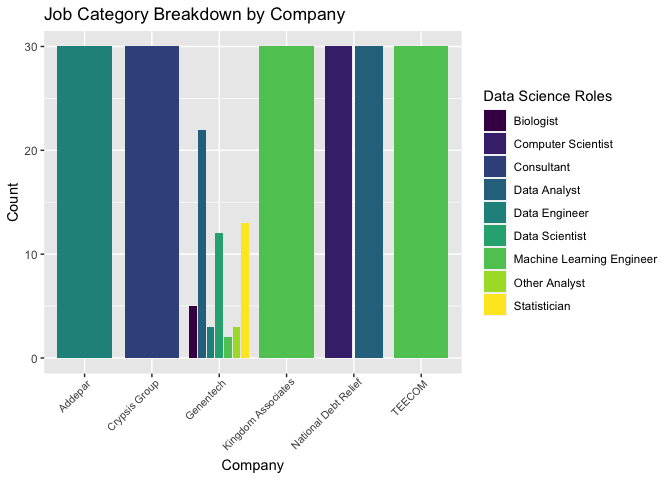 Job Category Breakdown by Company
30
20
10
0
Count
Addepar
Crypsis Group
Genentech
Kingdom Associates
National Debt Relief
TEECOM
Company
Data Science Roles
Biologist
Computer Scientist
Consultant
Data Analyst
Data Engineer
Data Scientist
Machine Learning Engineer
Other Analyst
Statistician